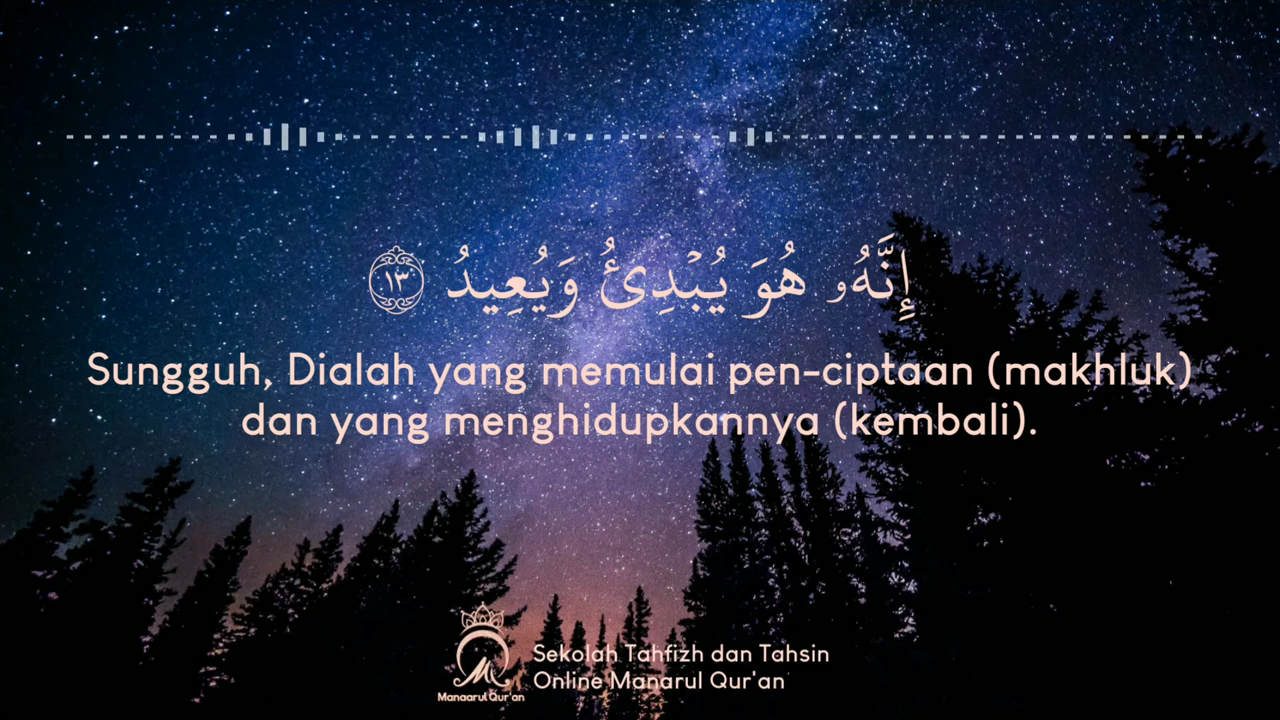 إِنَّهُۥ هُوَ يُبْدِئُ وَيُعِيدُ ١٣
Sungguh, Dialah yang memulai pen-ciptaan (makhluk)
dan yang menghidupkannya (kembali).
Sekolah Tahfizh dan Tahsin
Online Manarul Qur'an
Manaarul Qur'an